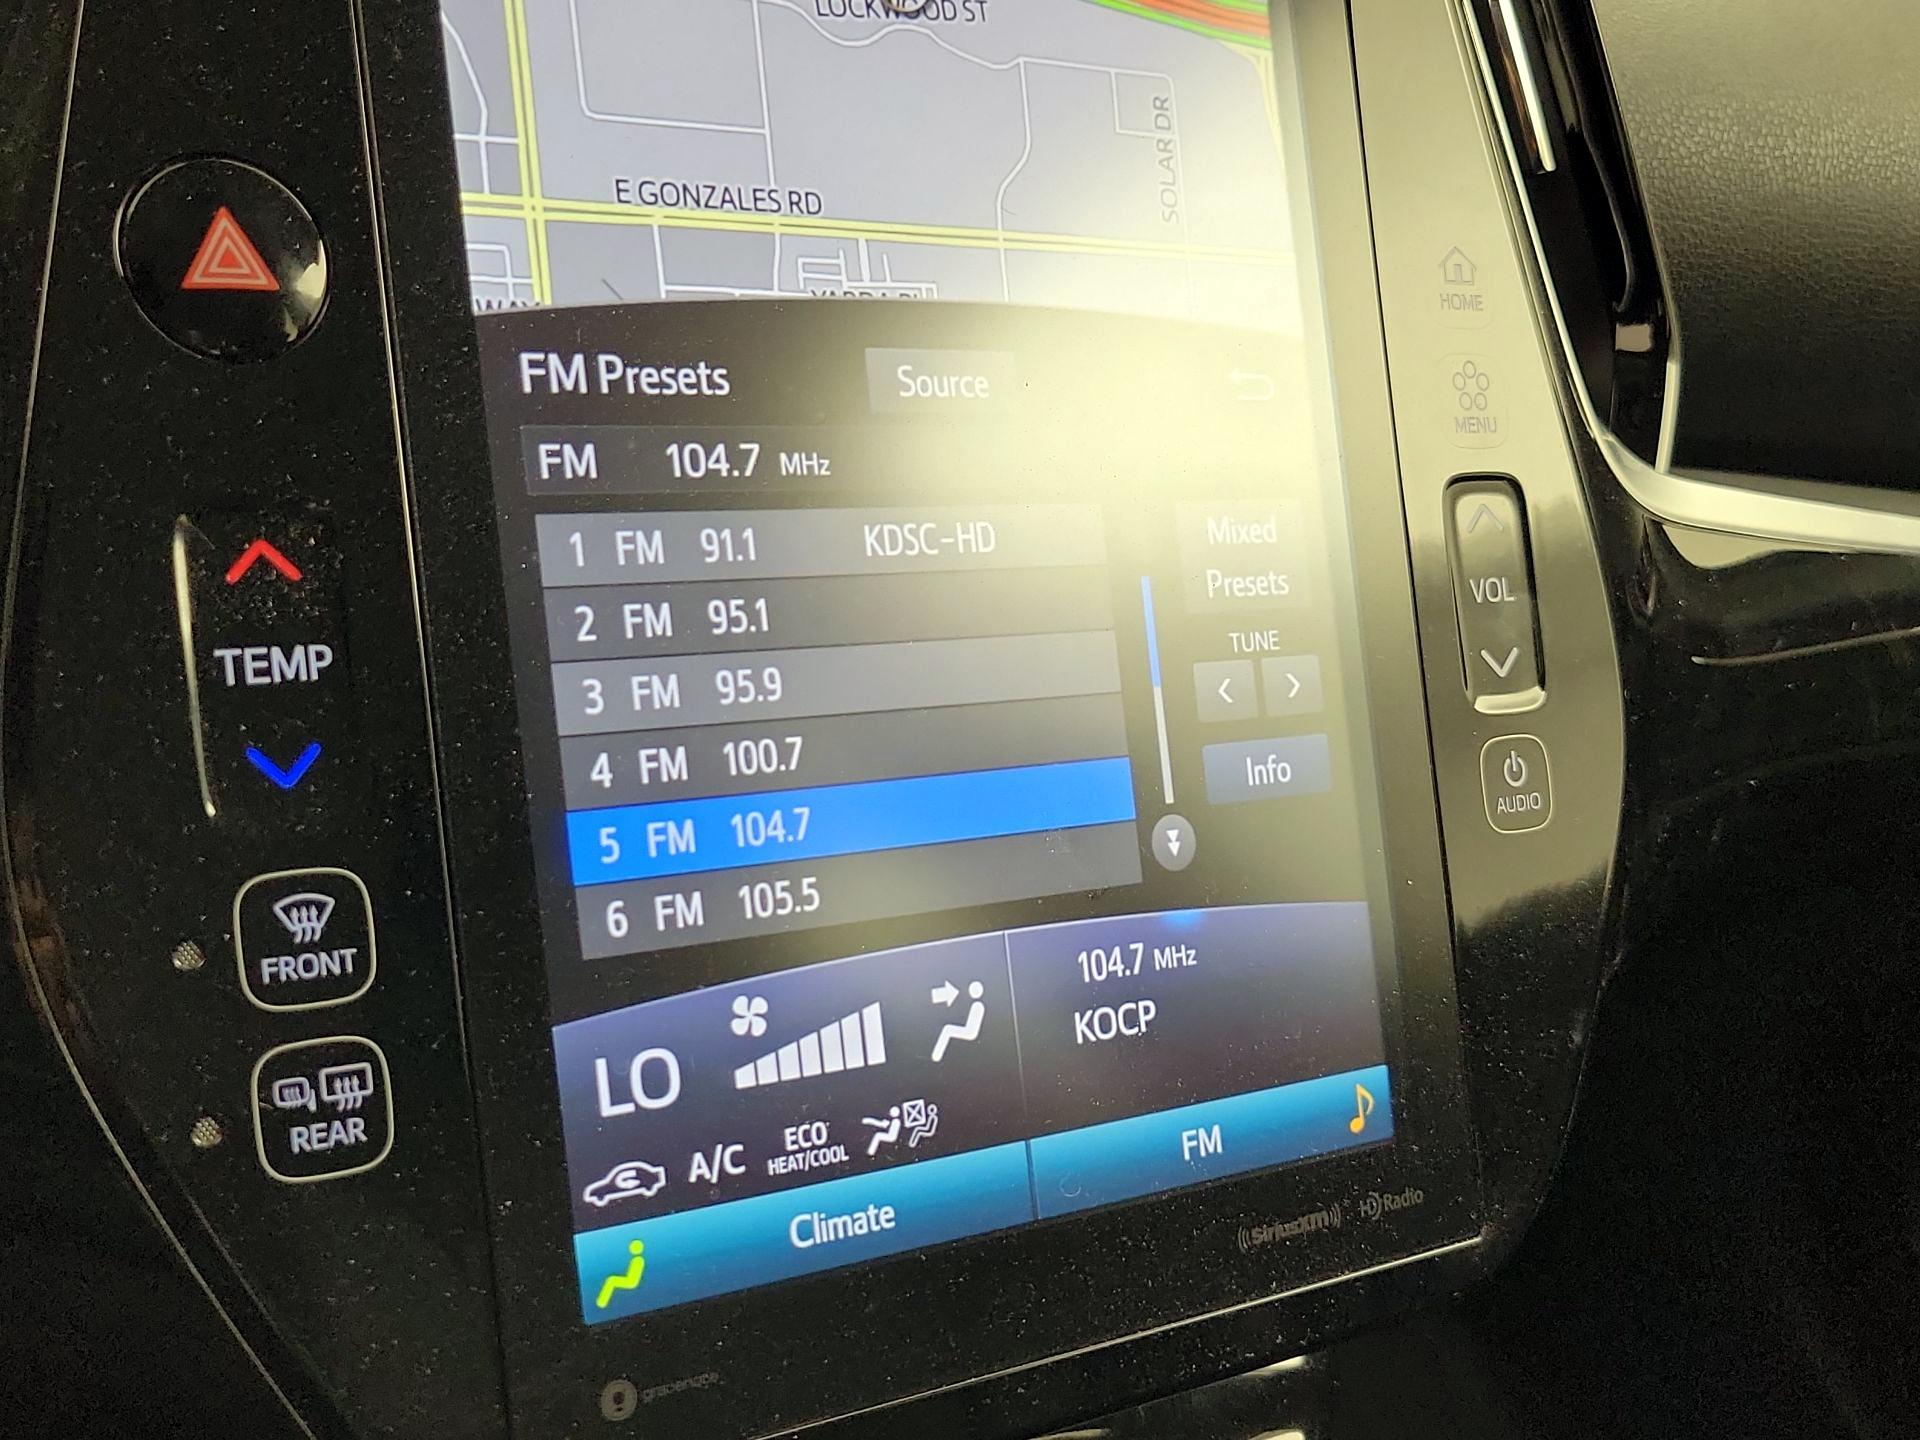 LOCKWOOD ST
SOLAR DR
E GONZALES RD
WAY
HOME
MENU
FM Presets
Source
FM 104.7 MHz
1 FM 91.1 KDSC-HD
2 FM 95.1
3 FM 95.9
4 FM 100.7
5 FM 104.7
6 FM 105.5
Mixed
Presets
TUNE
Info
VOL
AUDIO
TEMP
FRONT
REAR
LO
A/C
ECO
HEAT/COOL
104.7 MHz
KOCP
Climate
FM
SiriusXM
HD Radio
gracenote